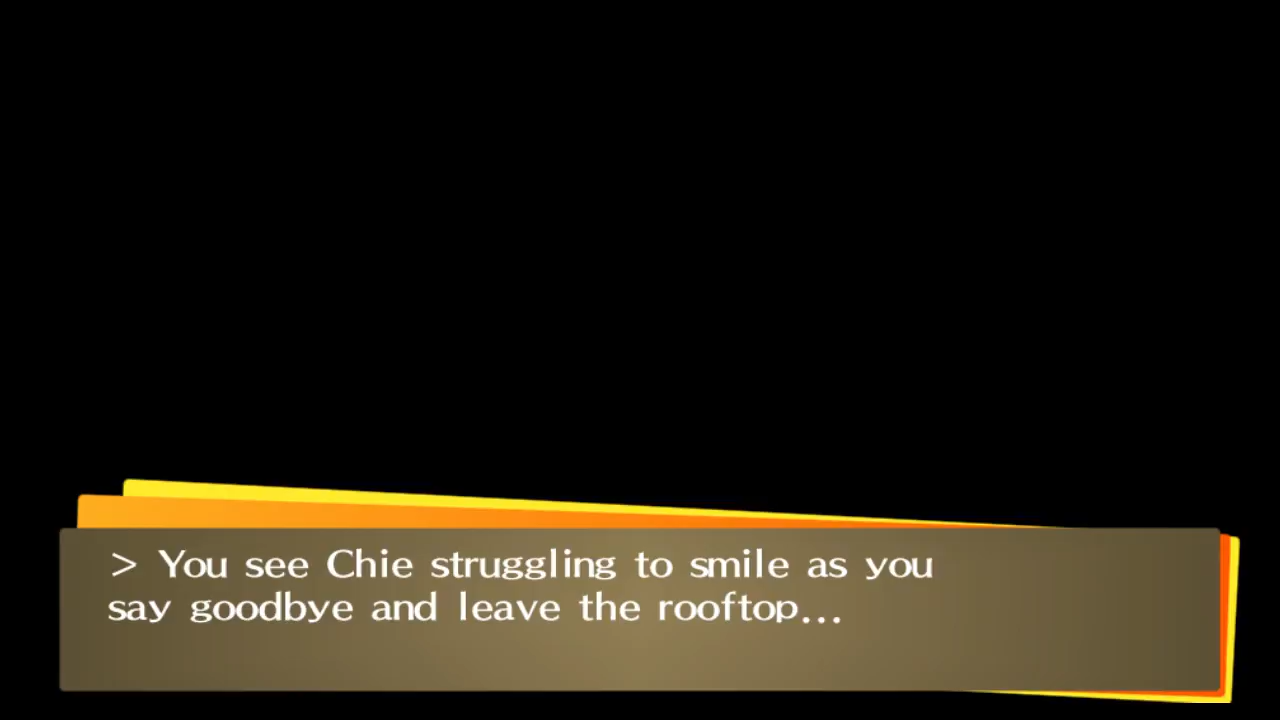 > You see Chie struggling to smile as you
say goodbye and leave the rooftop...